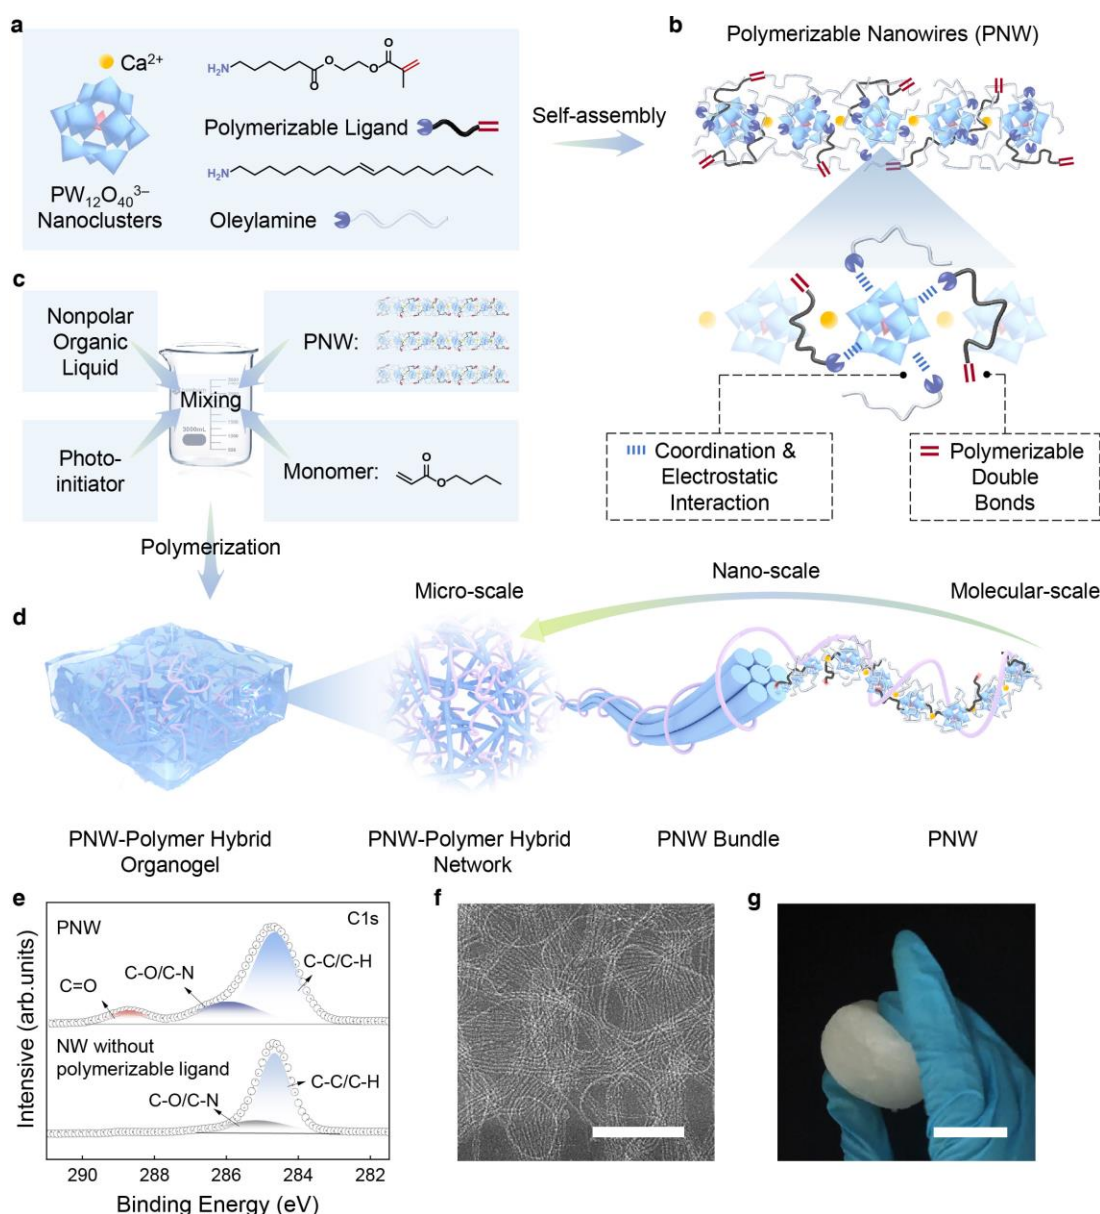 a
Ca²⁺
PW₁₂O₄₀³⁻
Nanoclusters
H₂N
O
O
O
O
Polymerizable Ligand
H₂N
Oleylamine
Self-assembly
b
Polymerizable Nanowires (PNW)
Coordination &
Electrostatic
Interaction
Polymerizable
Double
Bonds
c
Nonpolar
Organic
Liquid
PNW:
Mixing
Photo-
initiator
Monomer:
O
O
Polymerization
d
Micro-scale
Nano-scale
Molecular-scale
PNW-Polymer Hybrid
Organogel
PNW-Polymer Hybrid
Network
PNW Bundle
PNW
e
Intensive (arb.units)
PNW
C1s
C=O
C-O/C-N
C-C/C-H
NW without
polymerizable ligand
C-O/C-N
C-C/C-H
290
288
286
284
282
Binding Energy (eV)
f
g